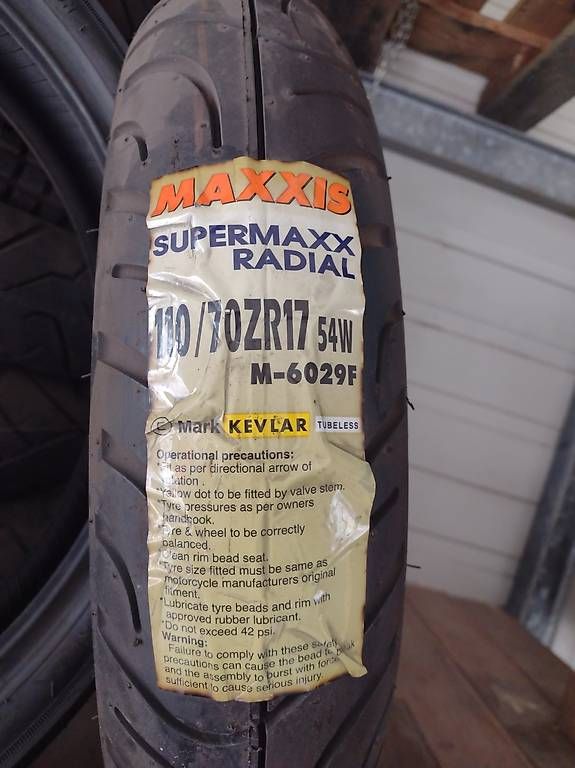 MAXXIS
SUPERMAXX
RADIAL
110/70ZR17 54W
M-6029F
E Mark KEVLAR TUBELESS
Operational precautions:
as per directional arrow of
Yellow dot to be fitted by valve stem.
Tyre pressures as per owners
handbook.
Tyre & wheel to be correctly
balanced.
Clean rim bead seat.
Tyre size fitted must be same as
motorcycle manufacturers original
fitment.
*Lubricate tyre beads and rim with
approved rubber lubricant.
*Do not exceed 42 psi.
Warning:
Failure to comply with these safety
precautions can cause the bead to break
and the assembly to burst with force
sufficient to cause serious injury.